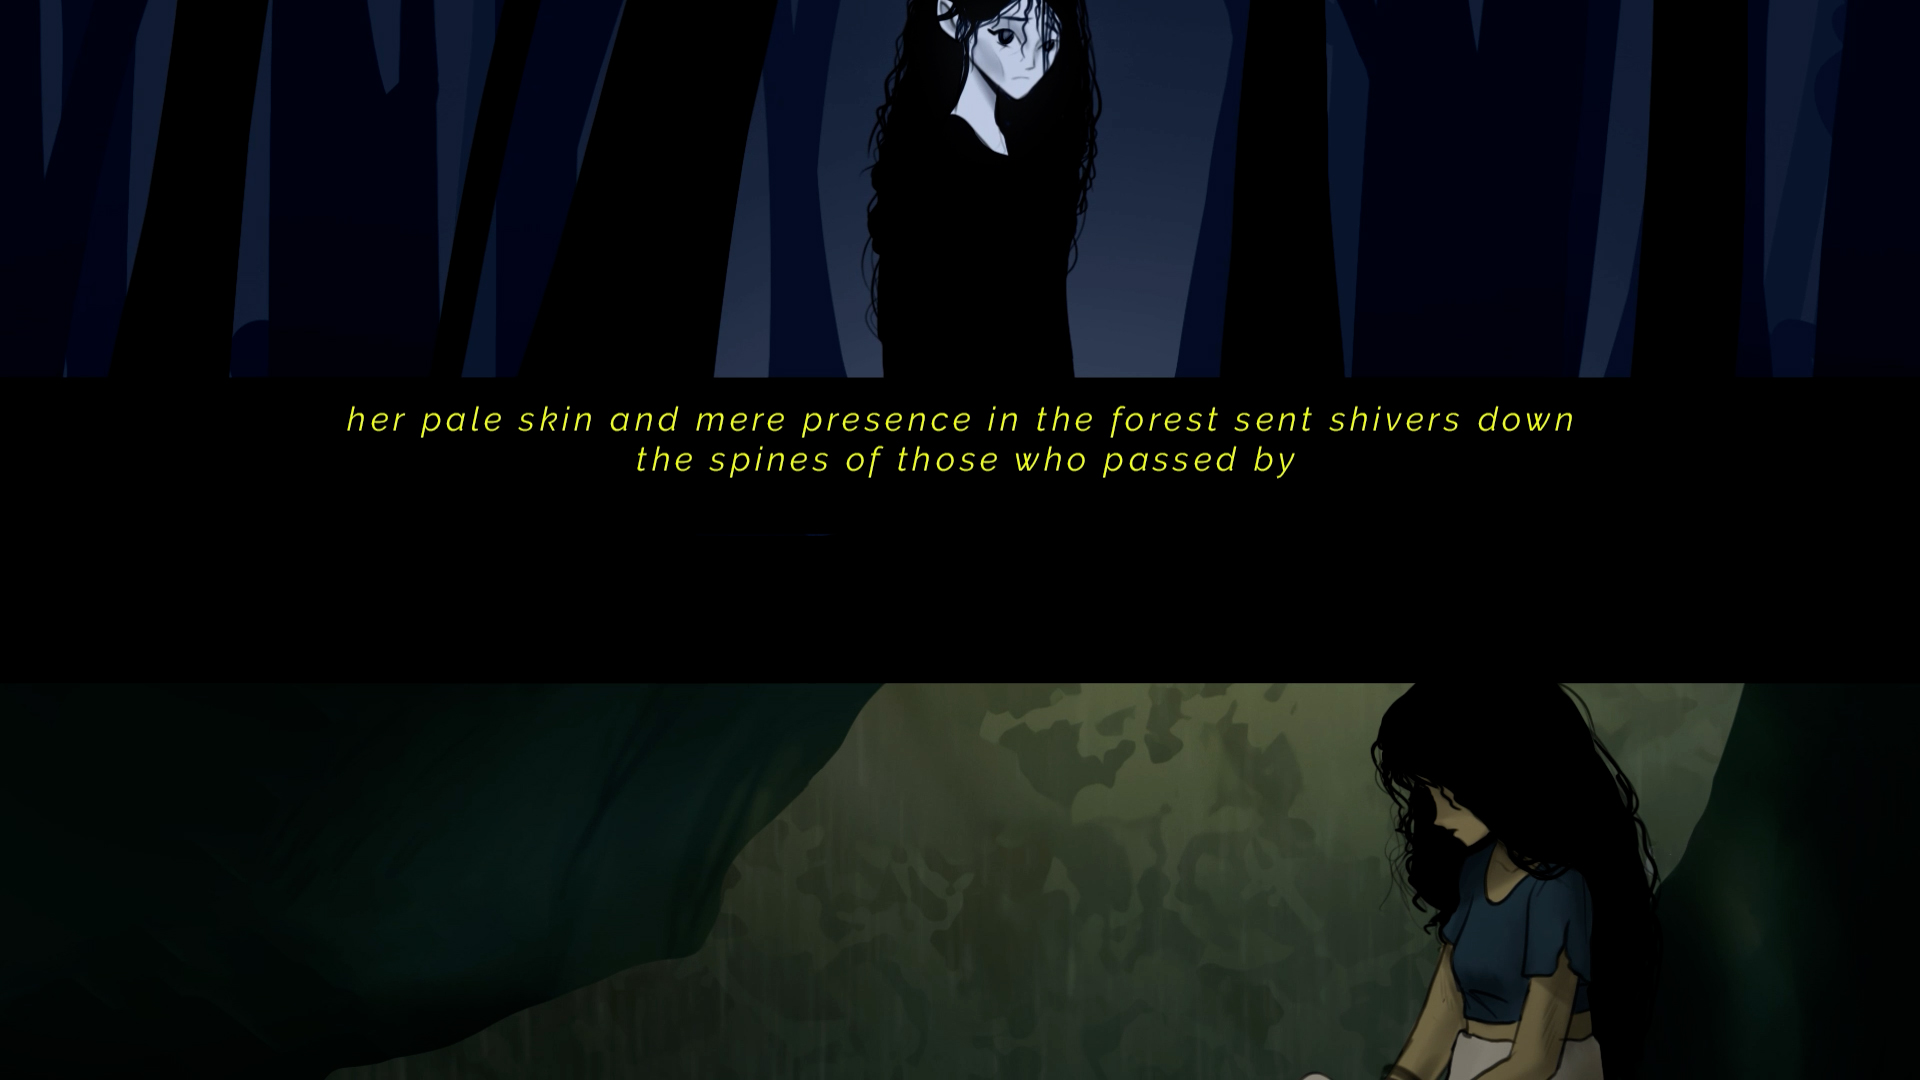 her pale skin and mere presence in the forest sent shivers down
the spines of those who passed by